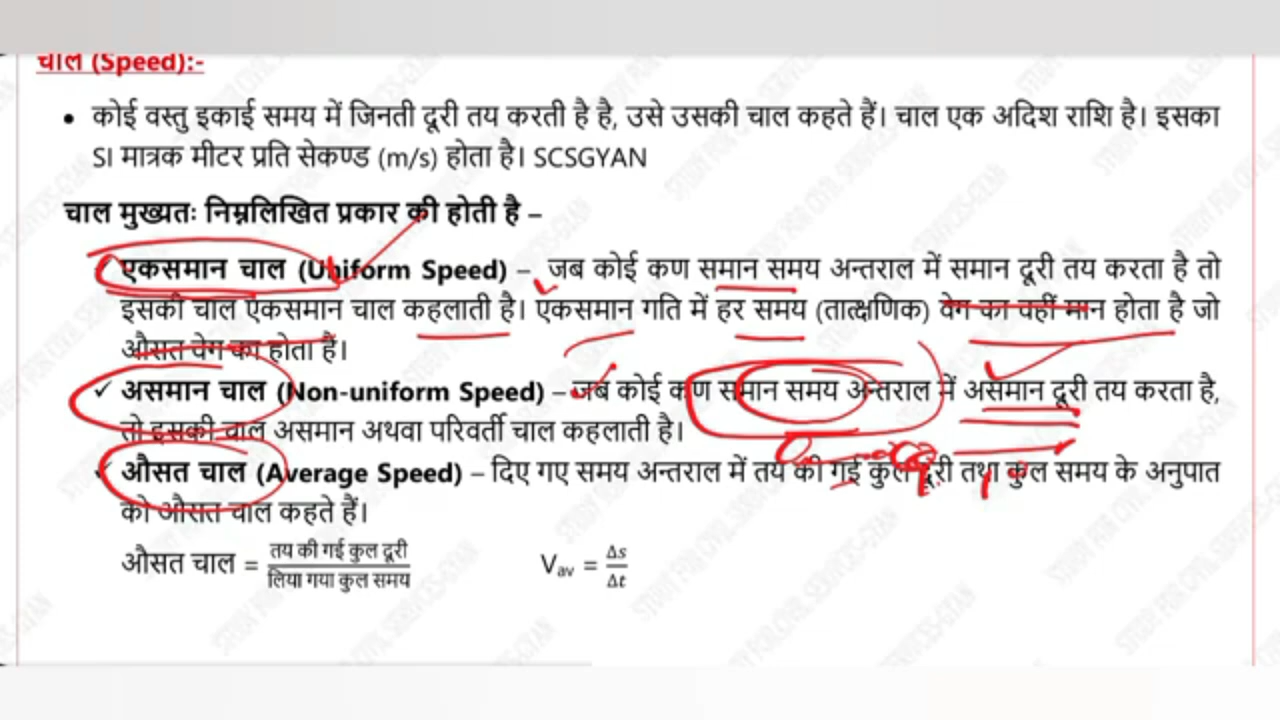 चाल (Speed):-
• कोई वस्तु इकाई समय में जिनती दूरी तय करती है है, उसे उसकी चाल कहते हैं। चाल एक अदिश राशि है। इसका
SI मात्रक मीटर प्रति सेकण्ड (m/s) होता है। SCSGYAN
चाल मुख्यतः निम्नलिखित प्रकार की होती है –
✓ एकसमान चाल (Uniform Speed) – जब कोई कण समान समय अन्तराल में समान दूरी तय करता है तो
इसकी चाल एकसमान चाल कहलाती है। एकसमान गति में हर समय (तात्क्षणिक) वेग का वहीं मान होता है जो
औसत वेग का होता है।
✓ असमान चाल (Non-uniform Speed) – जब कोई कण समान समय अन्तराल में असमान दूरी तय करता है,
तो इसकी चाल असमान अथवा परिवर्ती चाल कहलाती है।
✓ औसत चाल (Average Speed) – दिए गए समय अन्तराल में तय की गई कुल दूरी तथा कुल समय के अनुपात
को औसत चाल कहते हैं।
औसत चाल = तय की गई कुल दूरी / लिया गया कुल समय V_av = Δs / Δt